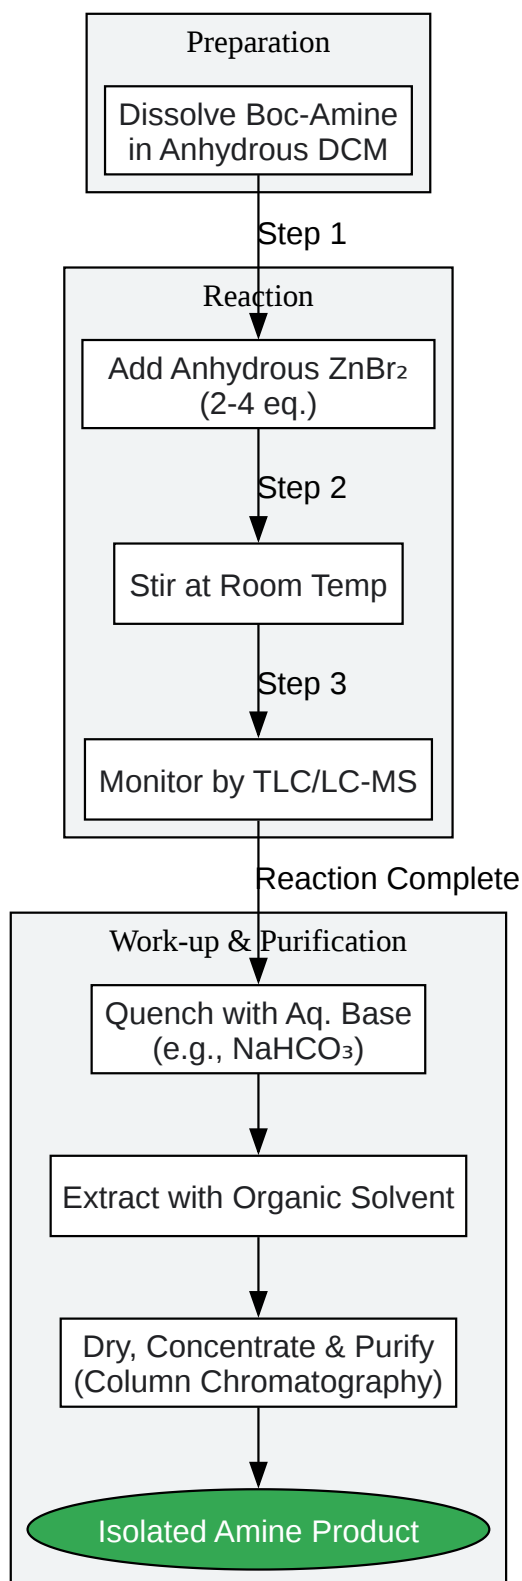 Preparation
Dissolve Boc-Amine
in Anhydrous DCM
Step 1
Reaction
Add Anhydrous ZnBr₂
(2-4 eq.)
Step 2
Stir at Room Temp
Step 3
Monitor by TLC/LC-MS
Reaction Complete
Work-up & Purification
Quench with Aq. Base
(e.g., NaHCO₃)
Extract with Organic Solvent
Dry, Concentrate & Purify
(Column Chromatography)
Isolated Amine Product